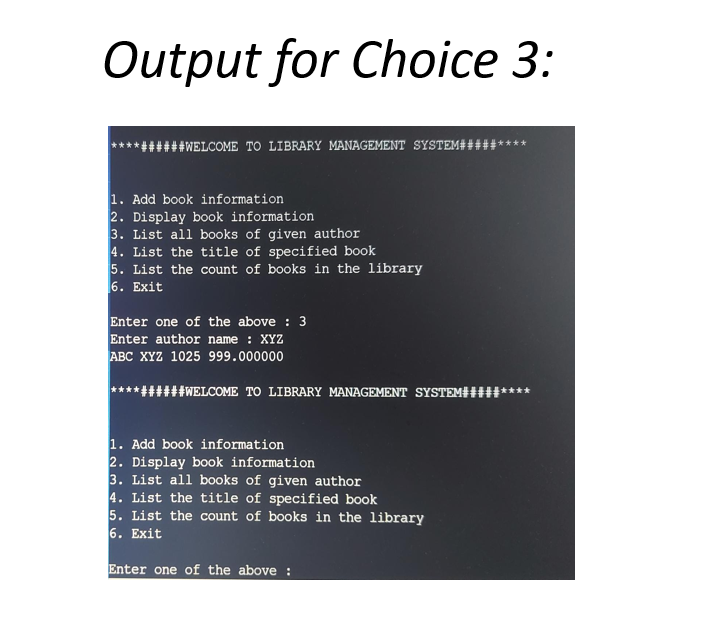 Output for Choice 3:
****######WELCOME TO LIBRARY MANAGEMENT SYSTEM#####****
1. Add book information
2. Display book information
3. List all books of given author
4. List the title of specified book
5. List the count of books in the library
6. Exit
Enter one of the above : 3
Enter author name : XYZ
ABC XYZ 1025 999.000000
****######WELCOME TO LIBRARY MANAGEMENT SYSTEM#####****
1. Add book information
2. Display book information
3. List all books of given author
4. List the title of specified book
5. List the count of books in the library
6. Exit
Enter one of the above :